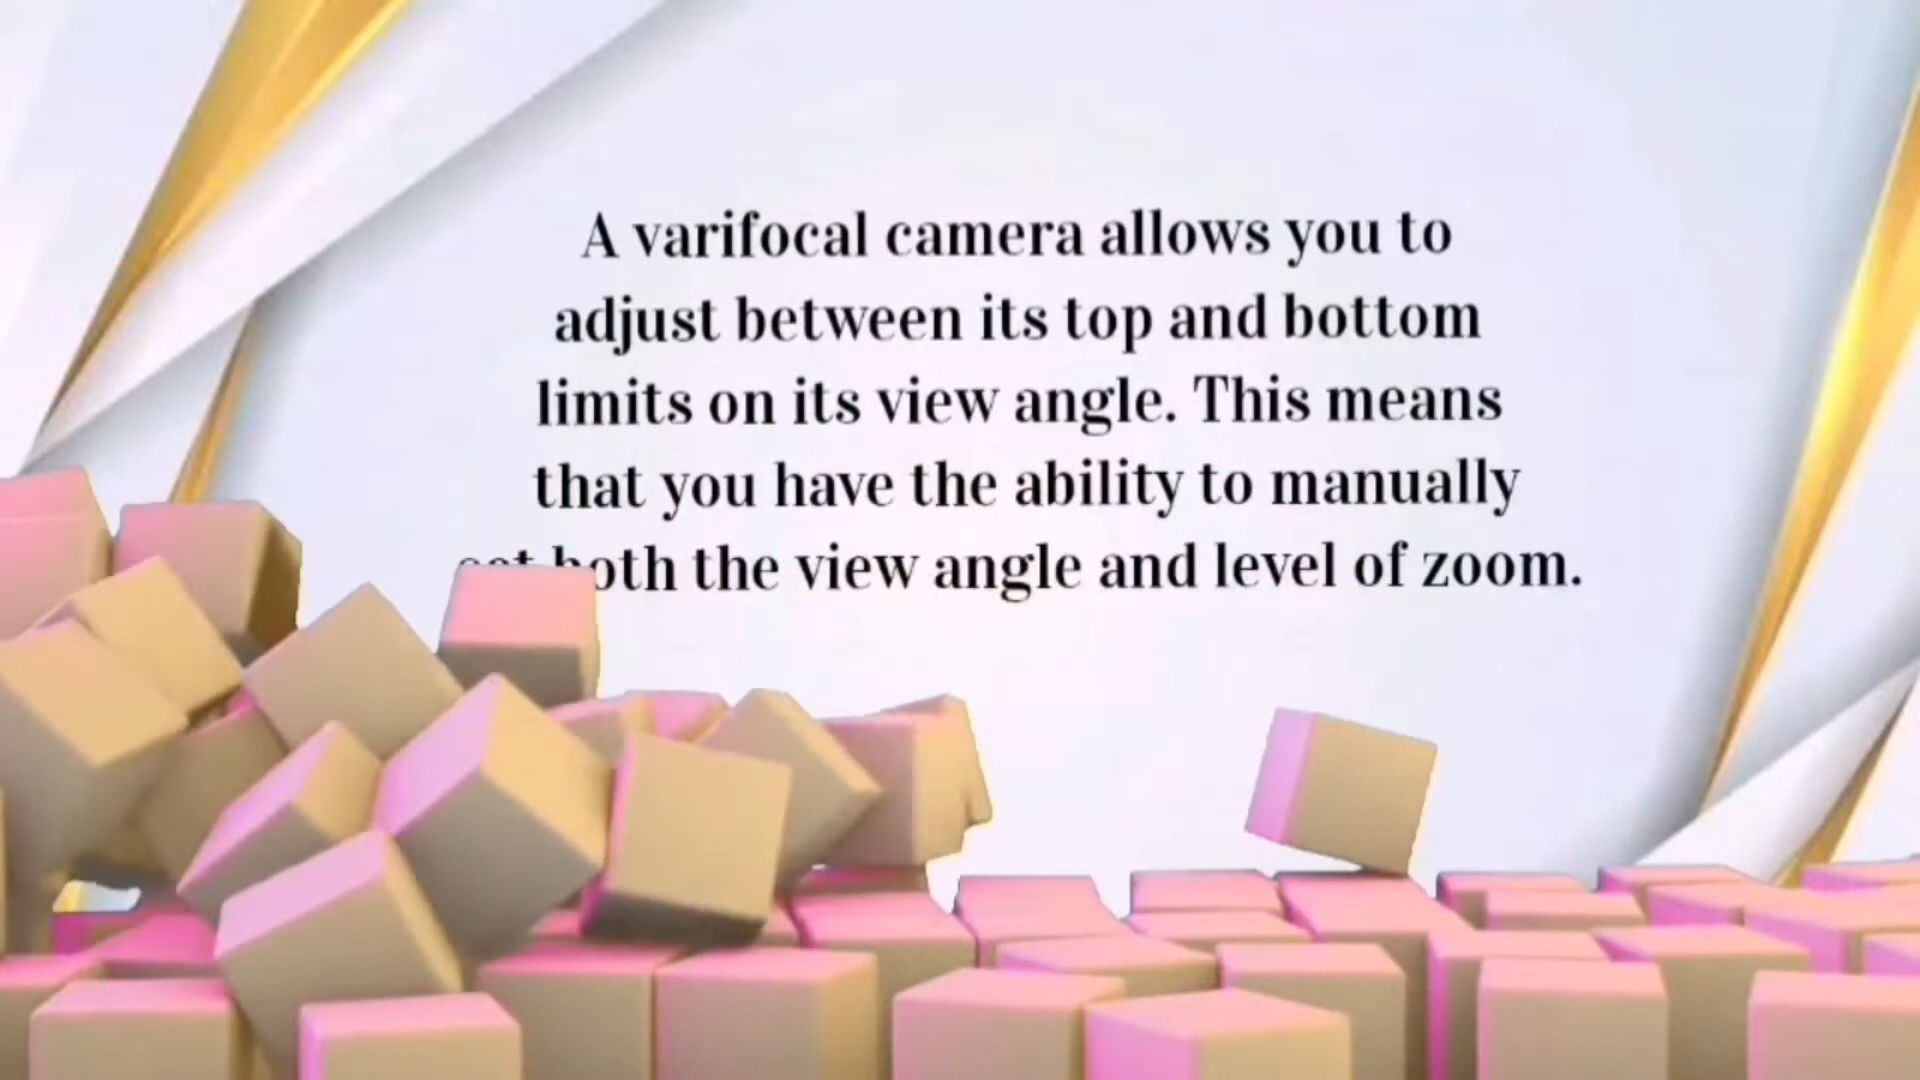 A varifocal camera allows you to
adjust between its top and bottom
limits on its view angle. This means
that you have the ability to manually
set both the view angle and level of zoom.